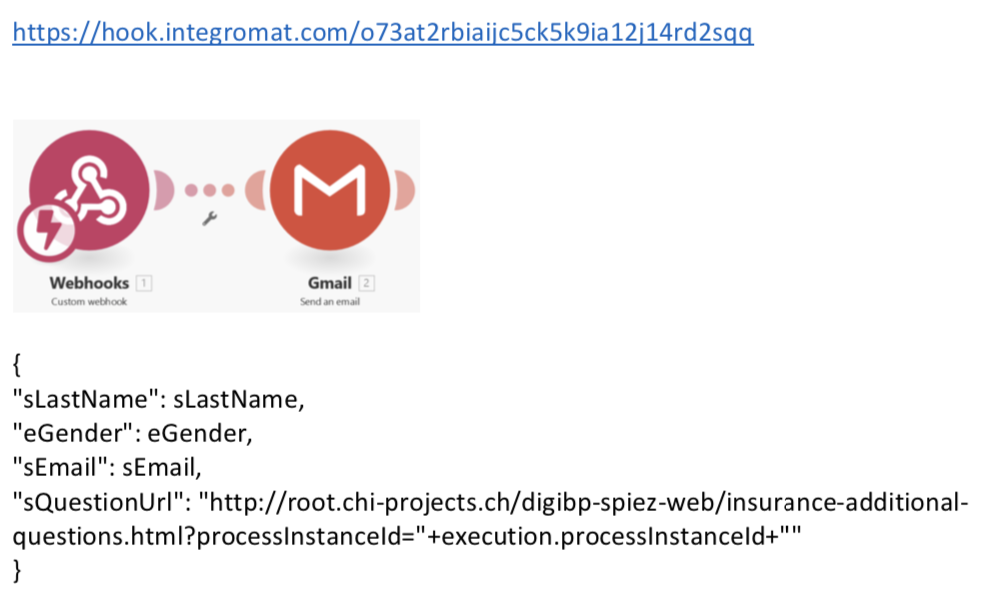 https://hook.integromat.com/o73at2rbiaijc5ck5k9ia12j14rd2sqq
Webhooks 1
Custom webhook
Gmail 2
Send an email
{
"sLastName": sLastName,
"eGender": eGender,
"sEmail": sEmail,
"sQuestionUrl": "http://root.chi-projects.ch/digibp-spiez-web/insurance-additional-
questions.html?processInstanceId="+execution.processInstanceId+""
}